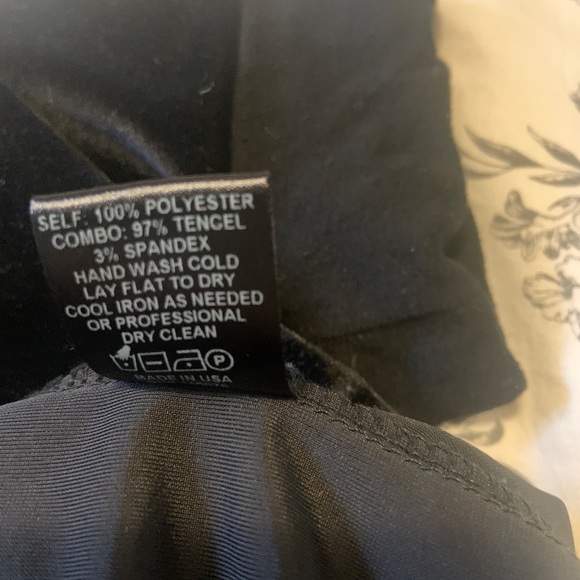 SELF: 100% POLYESTER
COMBO: 97% TENCEL
3% SPANDEX
HAND WASH COLD
LAY FLAT TO DRY
COOL IRON AS NEEDED
OR PROFESSIONAL
DRY CLEAN
P
MADE IN USA